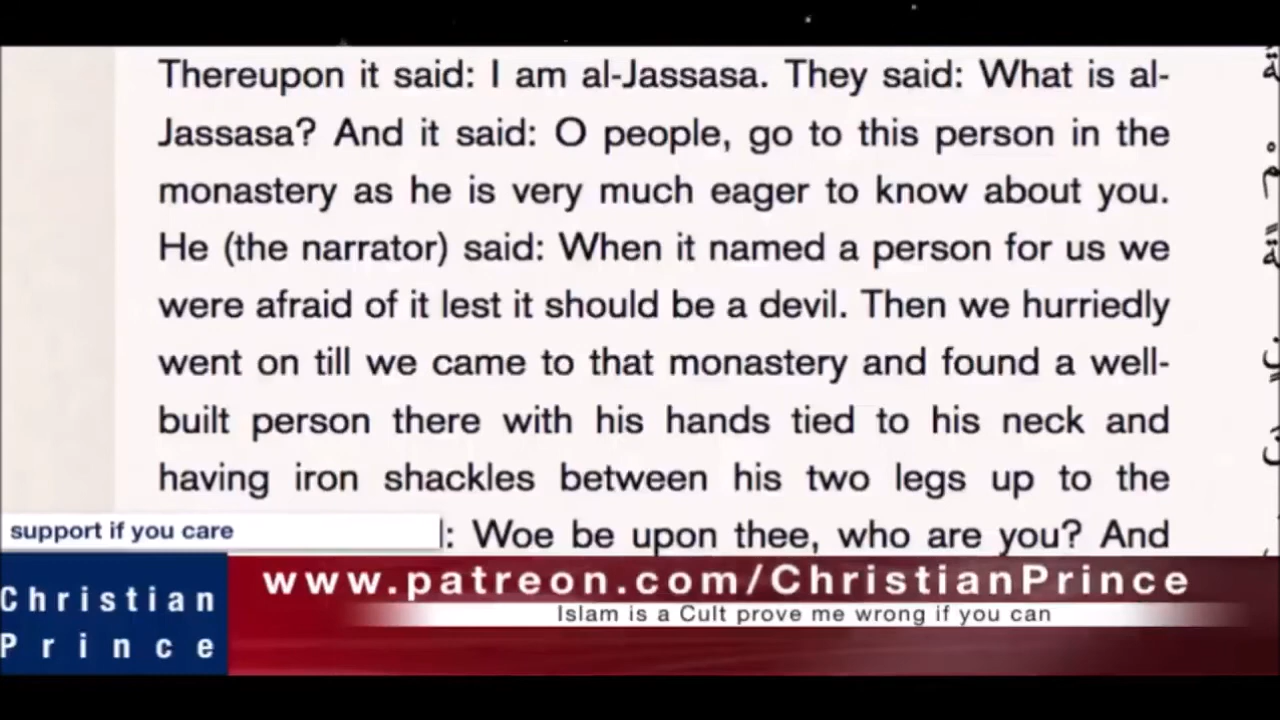 Thereupon it said: I am al-Jassasa. They said: What is al-
Jassasa? And it said: O people, go to this person in the
monastery as he is very much eager to know about you.
He (the narrator) said: When it named a person for us we
were afraid of it lest it should be a devil. Then we hurriedly
went on till we came to that monastery and found a well-
built person there with his hands tied to his neck and
having iron shackles between his two legs up to the
: Woe be upon thee, who are you? And
support if you care
www.patreon.com/ChristianPrince
Islam is a Cult prove me wrong if you can
Christian
Prince